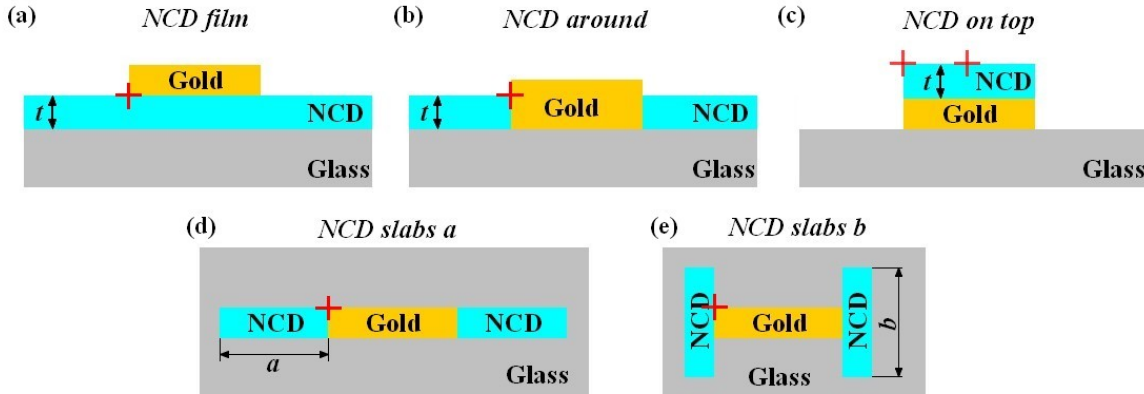 (a) NCD film
Gold
t
NCD
Glass
(b) NCD around
t
Gold
NCD
Glass
(c) NCD on top
t NCD
Gold
Glass
(d) NCD slabs a
NCD Gold NCD
a
Glass
(e) NCD slabs b
NCD
Gold
NCD
b
Glass